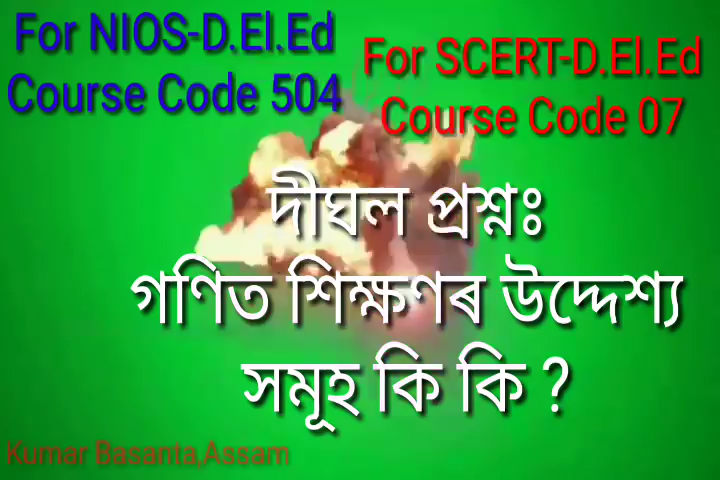 For NIOS-D.El.Ed
Course Code 504
For SCERT-D.El.Ed
Course Code 07
দীঘল প্ৰশ্নঃ
গণিত শিক্ষণৰ উদ্দেশ্য
সমূহ কি কি ?
Kumar Basanta,Assam